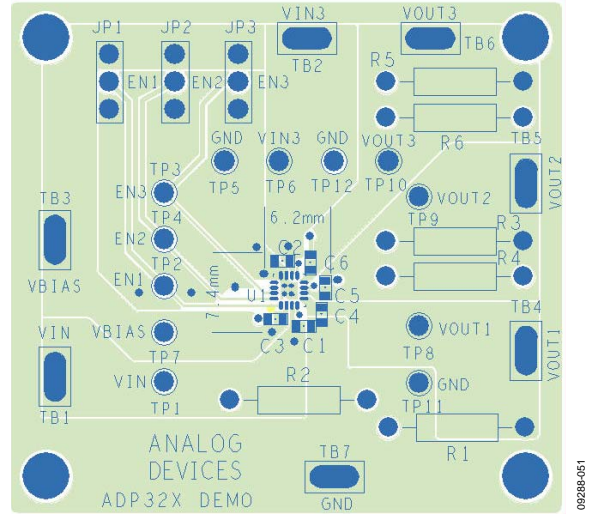 JP1 JP2 JP3 VIN3 VOUT3
TB2 TB6
EN1 EN2 EN3
R5
R6
TB5
VOUT2
GND VIN3 GND VOUT3
TP5 TP6 TP12 TP10
TP3
EN3
TP4
EN2
TP2
EN1
TB3
VBIAS
VOUT2
TP9
R3
R4
6.2mm
7.4mm
C2
C6
U1
C5
C4
C3 C1
VIN
TB1
VBIAS
TP7
VIN
TP1
TB4
VOUT1
VOUT1
TP8
GND
TP11
R2
R1
ANALOG
DEVICES
ADP32X DEMO
TB7
GND
09288-051